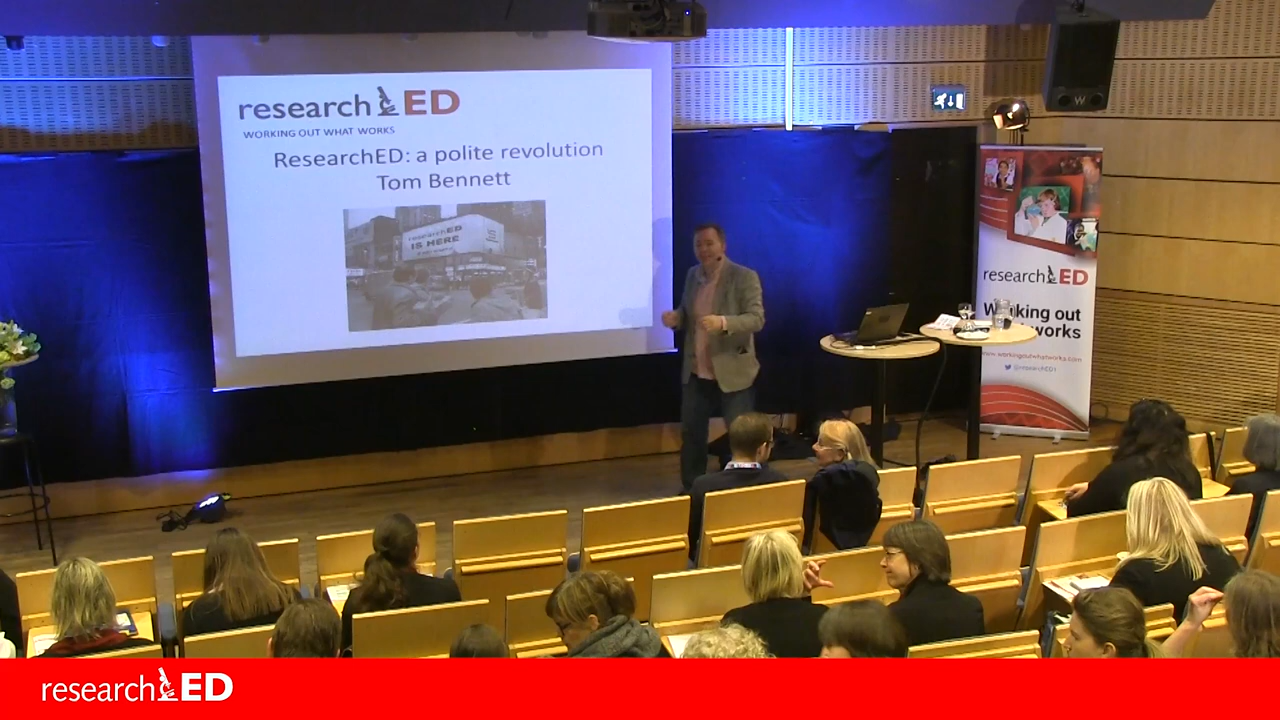 researchED
WORKING OUT WHAT WORKS
ResearchED: a polite revolution
Tom Bennett
researchED
IS HERE
researchED
Working out
works
www.workingoutwhatworks.com
@researchED1
W
researchED